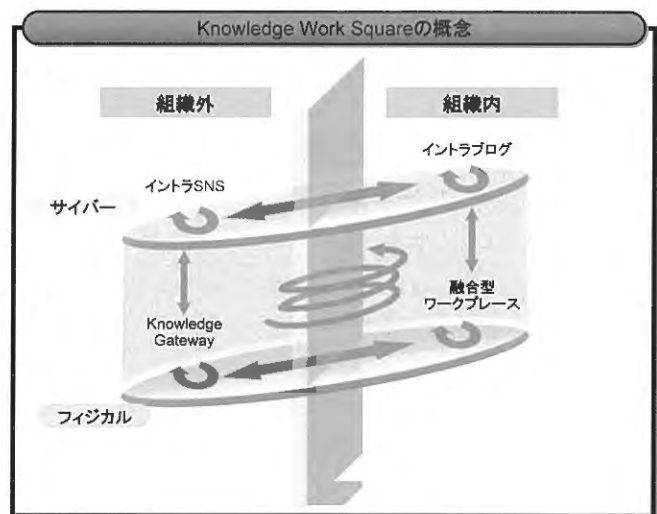 Knowledge Work Squareの概念
組織外
組織内
イントラブログ
イントラSNS
サイバー
融合型
ワークプレース
Knowledge
Gateway
フィジカル